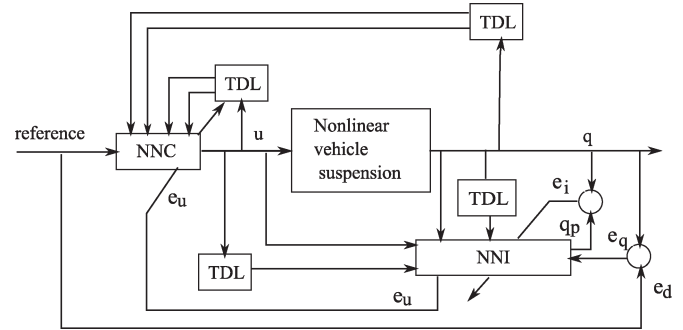 TDL
TDL
reference
NNC
u
Nonlinear
vehicle
suspension
q
e_u
TDL
e_i
q_p
e_q
TDL
NNI
e_u
e_d